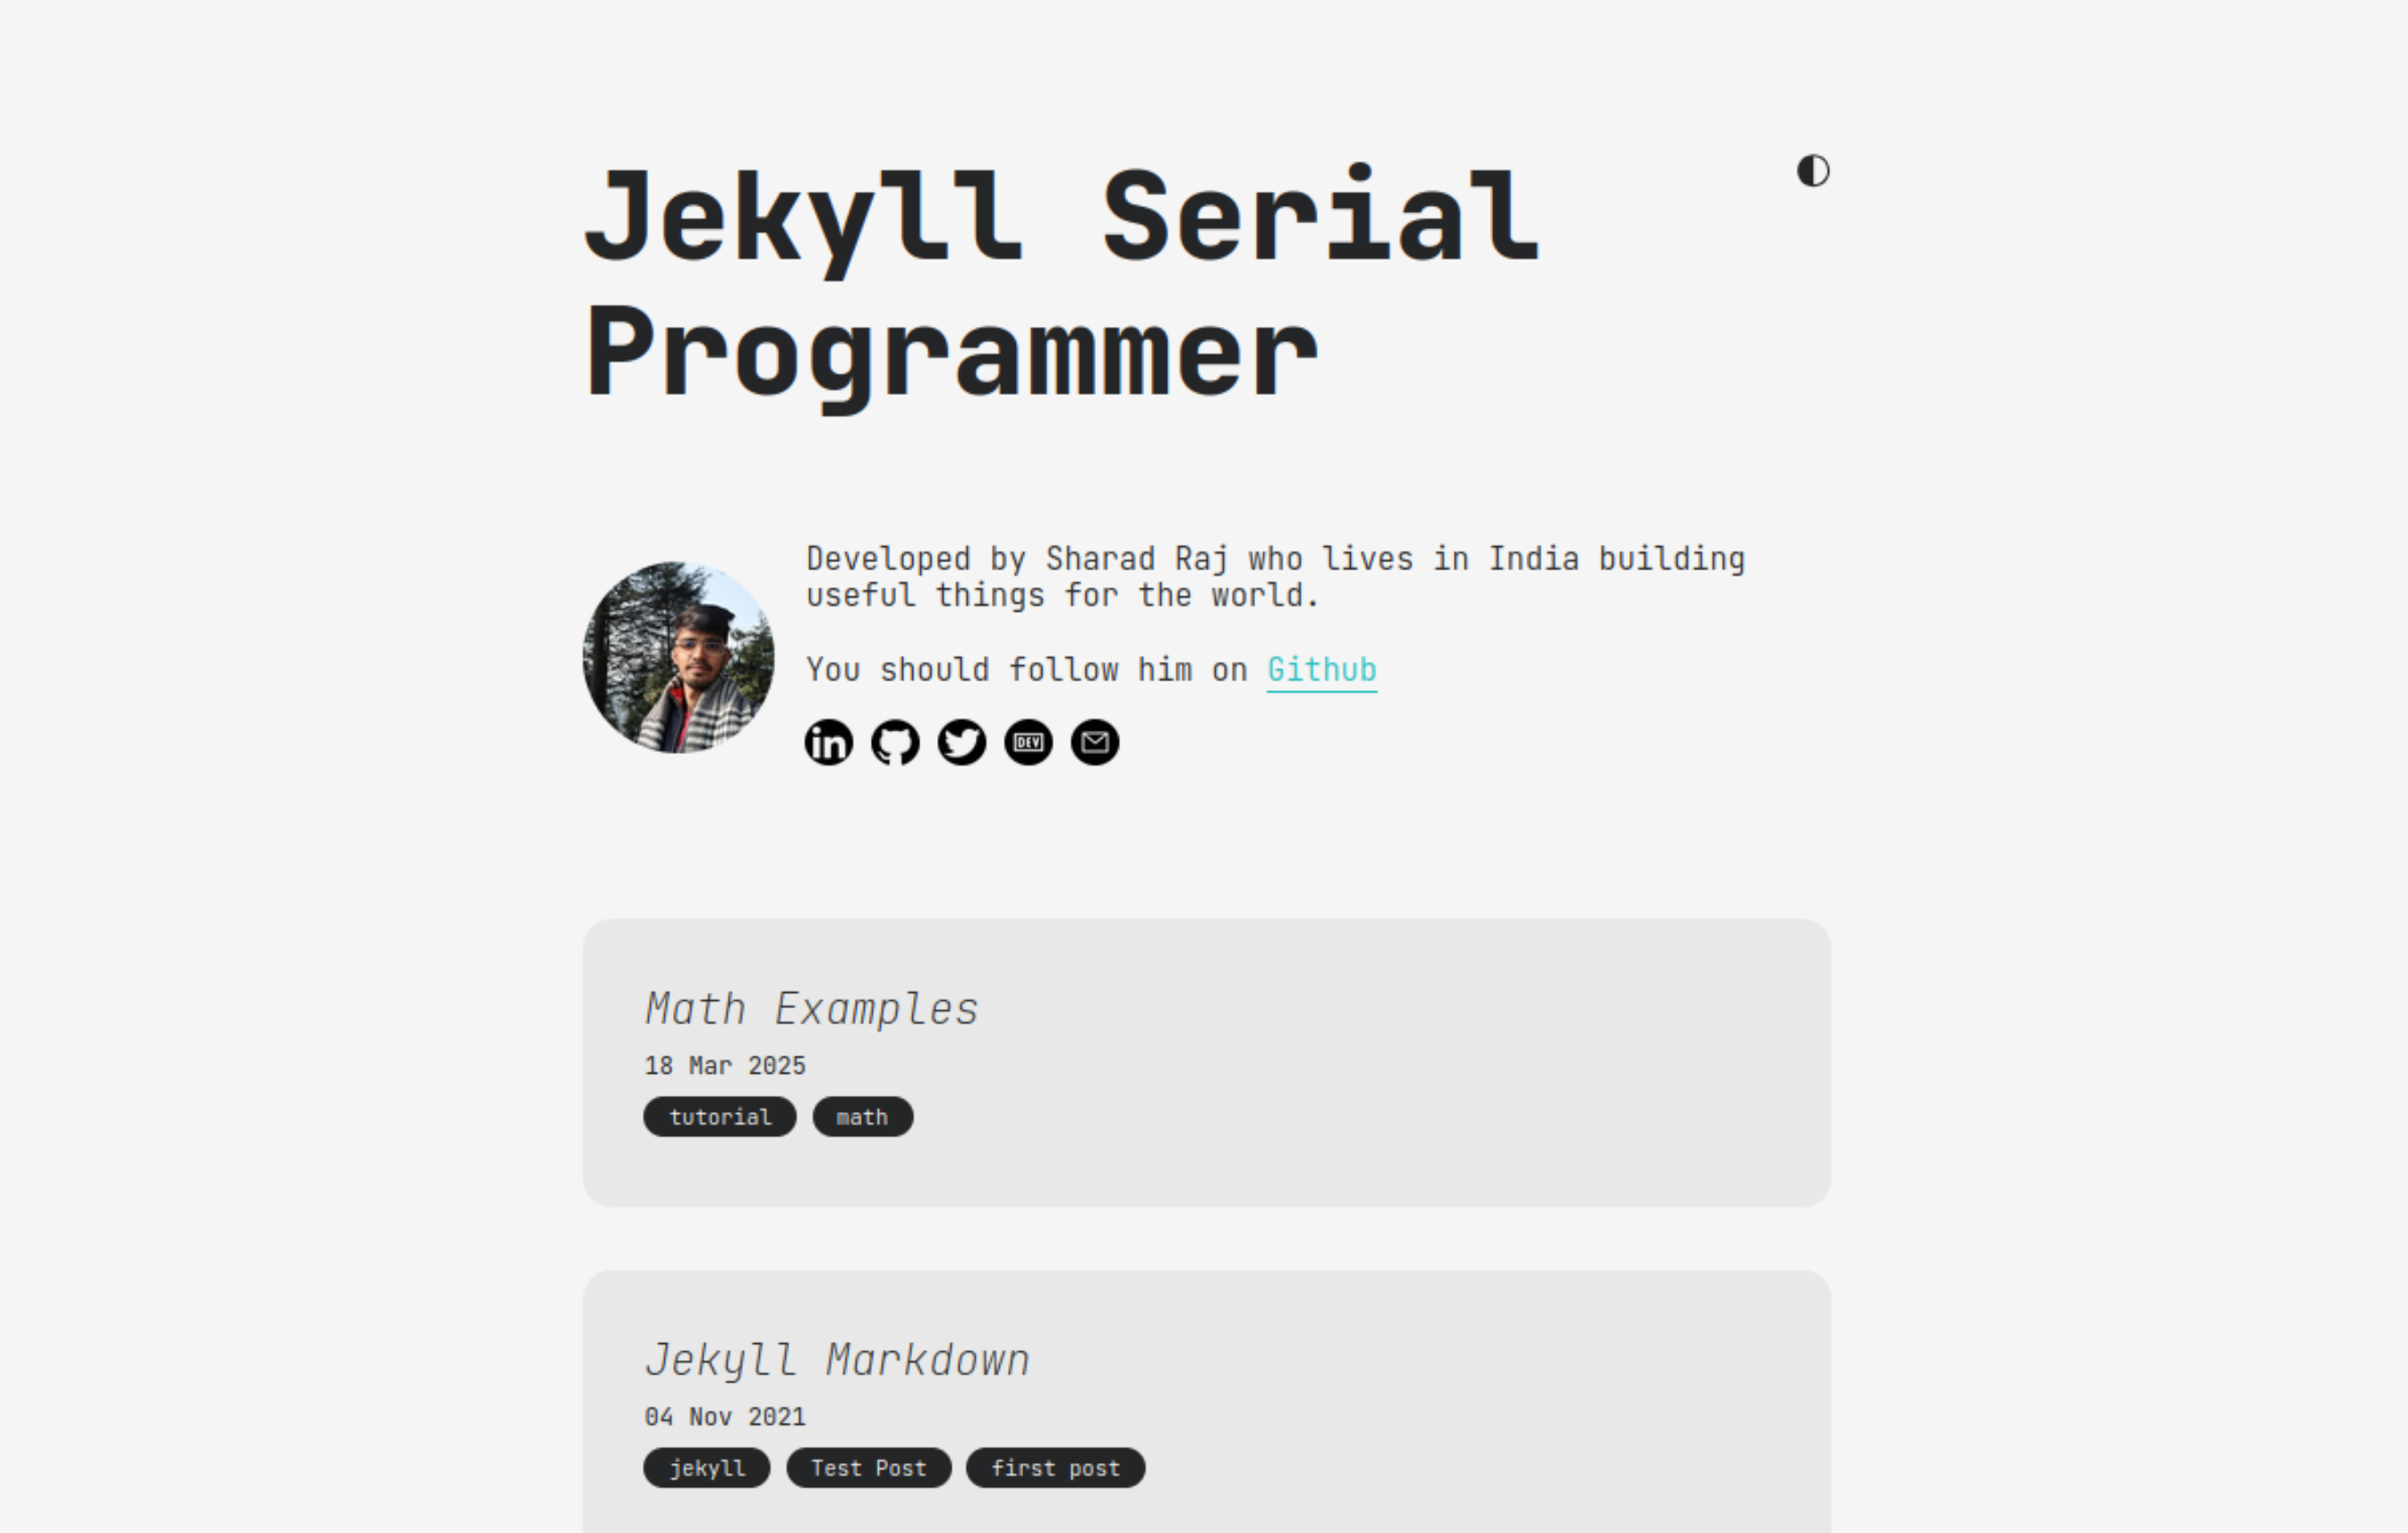 Jekyll Serial
Programmer
Developed by Sharad Raj who lives in India building
useful things for the world.
You should follow him on Github
in DEV
Math Examples
18 Mar 2025
tutorial math
Jekyll Markdown
04 Nov 2021
jekyll Test Post first post